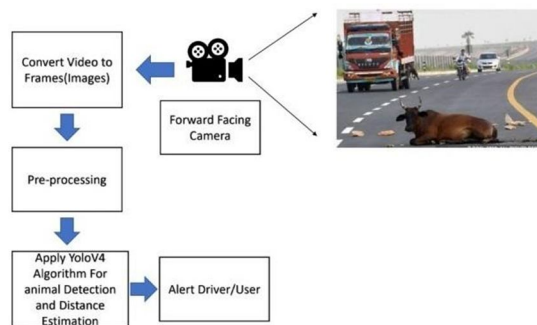 Convert Video to
Frames(Images)
Forward Facing
Camera
Pre-processing
Apply YoloV4
Algorithm For
animal Detection
and Distance
Estimation
Alert Driver/User